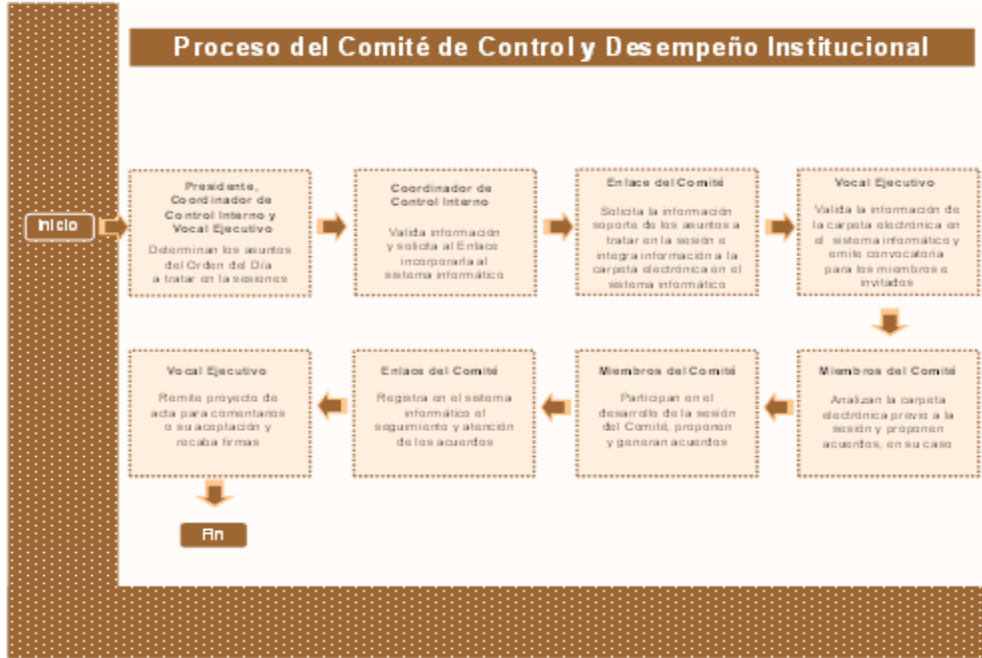 Proceso del Comité de Control y Desempeño Institucional
Inicio
Presidente,
Coordinador de
Control Interno y
Vocal Ejecutivo
Determinan los asuntos
del Orden del Día
a tratar en la sesiones
Coordinador de
Control Interno
Valida información
y solicita al Enlace
incorporarla al
sistema informático
Enlace del Comité
Solicita la información
soporte de los asuntos a
tratar en la sesión e
integra información a la
carpeta electrónica en el
sistema informático
Vocal Ejecutivo
Valida la información de
la carpeta electrónica en
el sistema informático y
emite convocatoria
para los miembros e
invitados
Miembros del Comité
Analizan la carpeta
electrónica previo a la
sesión y proponen
acuerdos, en su caso
Miembros del Comité
Participan en el
desarrollo de la sesión
del Comité, proponen
y generan acuerdos
Enlace del Comité
Registra en el sistema
informático el
seguimiento y atención
de los acuerdos
Vocal Ejecutivo
Remite proyecto de
acta para comentarios
o su aceptación y
recaba firmas
Fin